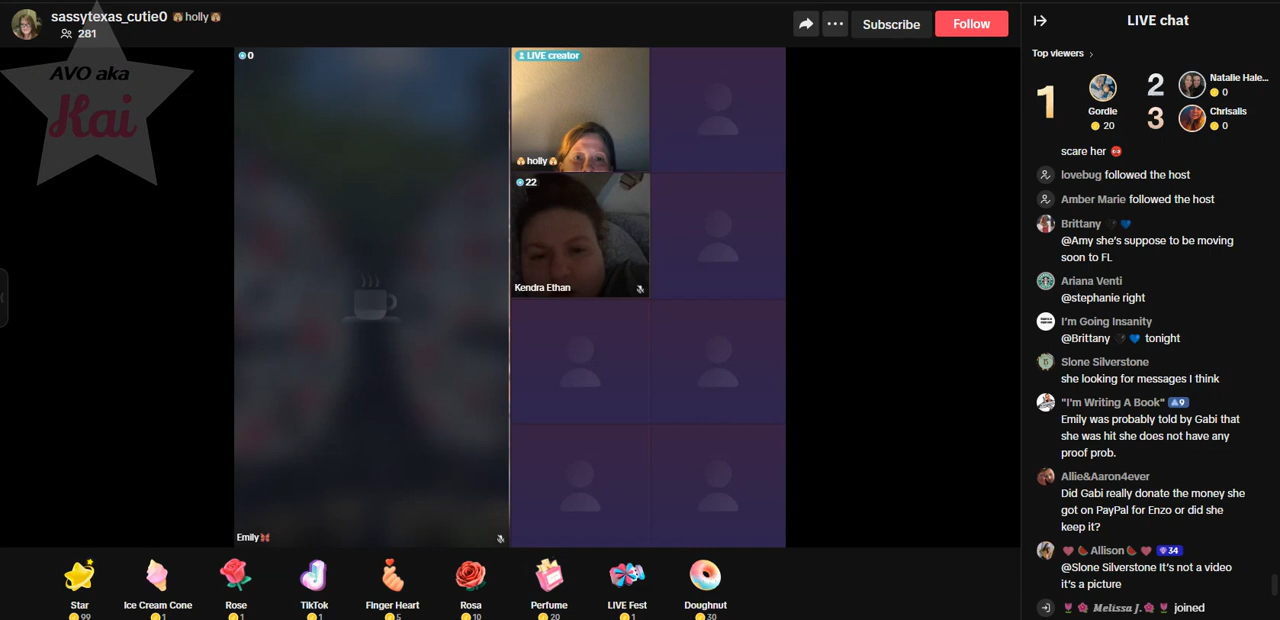 sassytexas_cutie0 🙈holly🙈
281
AVO aka
Kai
Subscribe
Follow
0
LIVE creator
🙈holly🙈
22
Kendra Ethan
Emily🦋
Star
99
Ice Cream Cone
1
Rose
1
TikTok
1
Finger Heart
5
Rosa
10
Perfume
20
LIVE Fest
1
Doughnut
30
LIVE chat
Top viewers
1
Gordie
20
2
Natalie Hale...
0
3
Chrisalis
0
scare her
lovebug followed the host
Amber Marie followed the host
Brittany 🖤 💙
@Amy she's suppose to be moving
soon to FL
Ariana Venti
@stephanie right
I'm Going Insanity
@Brittany 🖤 💙 tonight
Slone Silverstone
she looking for messages I think
"I'm Writing A Book" 9
Emily was probably told by Gabi that
she was hit she does not have any
proof prob.
Allie&Aaron4ever
Did Gabi really donate the money she
got on PayPal for Enzo or did she
keep it?
❤️ 🍉 Allison 🍉 ❤️ 34
@Slone Silverstone It's not a video
it's a picture
🌷 🌺 Melissa J. 🌺 🌷 joined